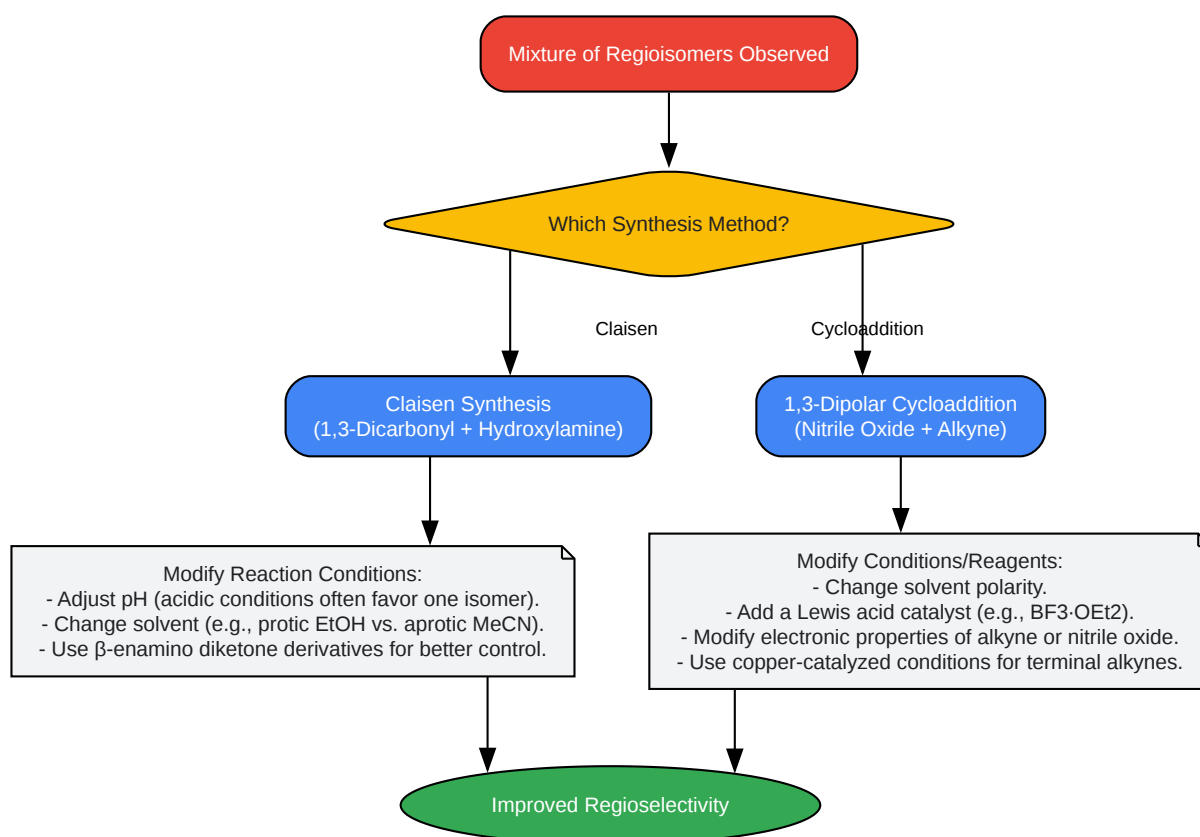 Mixture of Regioisomers Observed
Which Synthesis Method?
Claisen
Cycloaddition
Claisen Synthesis
(1,3-Dicarbonyl + Hydroxylamine)
1,3-Dipolar Cycloaddition
(Nitrile Oxide + Alkyne)
Modify Reaction Conditions:
- Adjust pH (acidic conditions often favor one isomer).
- Change solvent (e.g., protic EtOH vs. aprotic MeCN).
- Use β-enamino diketone derivatives for better control.
Modify Conditions/Reagents:
- Change solvent polarity.
- Add a Lewis acid catalyst (e.g., BF3·OEt2).
- Modify electronic properties of alkyne or nitrile oxide.
- Use copper-catalyzed conditions for terminal alkynes.
Improved Regioselectivity